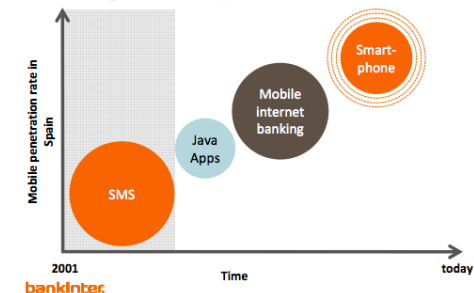 Mobile penetration rate in
Spain
Smart-
phone
Mobile
internet
banking
Java
Apps
SMS
2001
Time
today
bankinter.